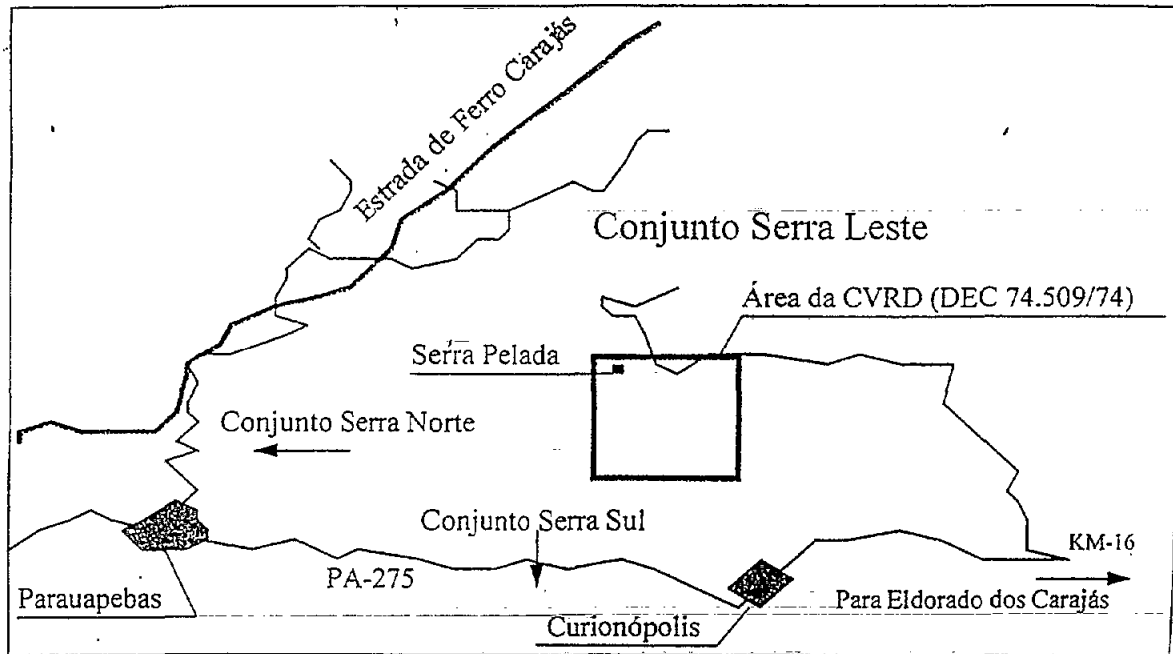 Estrada de Ferro Carajás
Conjunto Serra Leste
Área da CVRD (DEC 74.509/74)
Serra Pelada
Conjunto Serra Norte
Conjunto Serra Sul
KM-16
PA-275
Parauapebas
Para Eldorado dos Carajás
Curionópolis